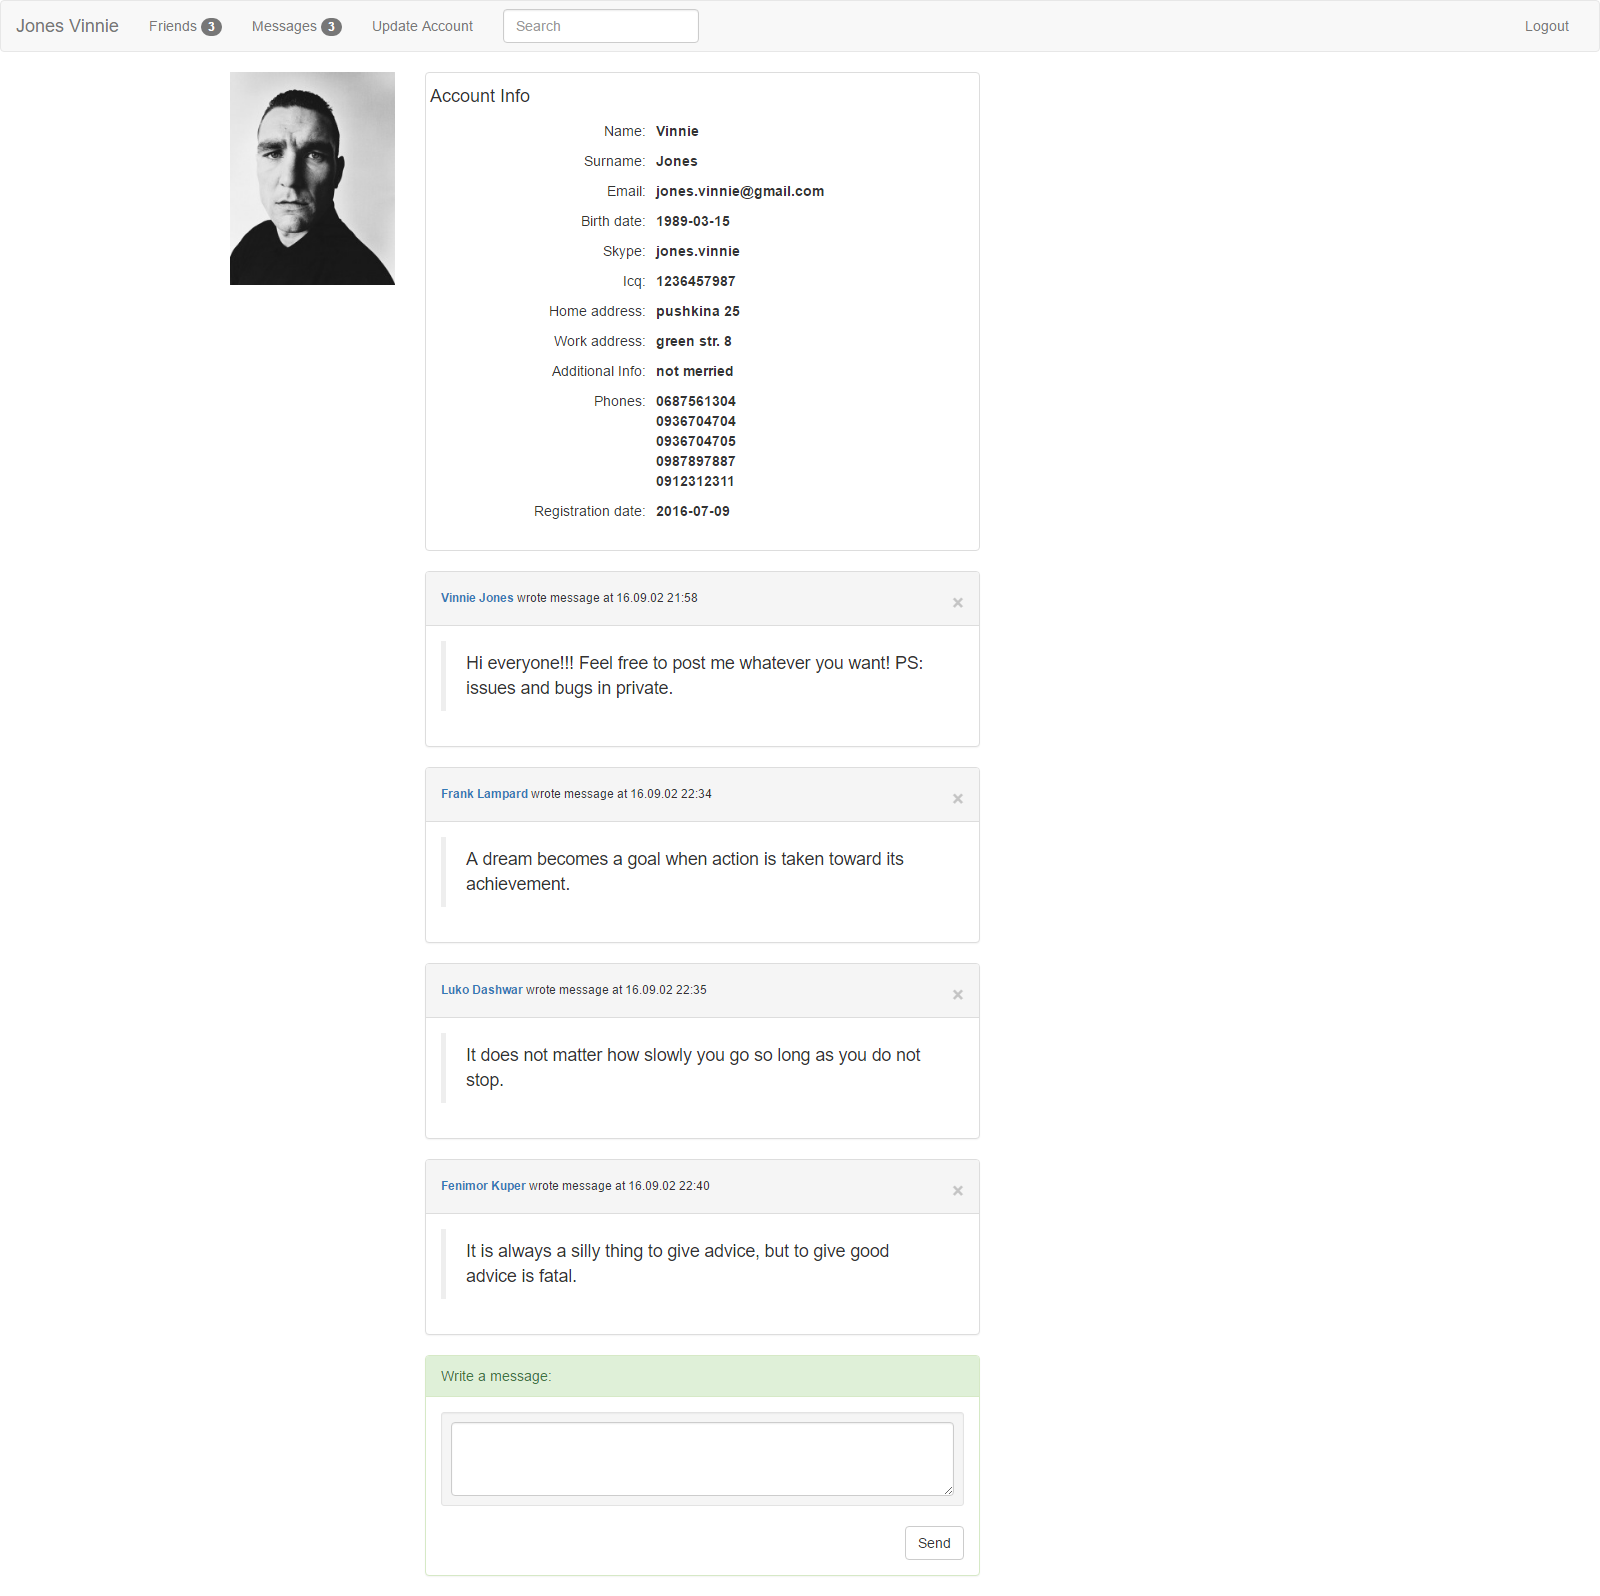 Jones Vinnie Friends 3 Messages 3 Update Account Search Logout
Account Info
Name: Vinnie
Surname: Jones
Email: jones.vinnie@gmail.com
Birth date: 1989-03-15
Skype: jones.vinnie
Icq: 1236457987
Home address: pushkina 25
Work address: green str. 8
Additional Info: not merried
Phones: 0687561304
0936704704
0936704705
0987897887
0912312311
Registration date: 2016-07-09
Vinnie Jones wrote message at 16.09.02 21:58 ×
Hi everyone!!! Feel free to post me whatever you want! PS:
issues and bugs in private.
Frank Lampard wrote message at 16.09.02 22:34 ×
A dream becomes a goal when action is taken toward its
achievement.
Luko Dashwar wrote message at 16.09.02 22:35 ×
It does not matter how slowly you go so long as you do not
stop.
Fenimor Kuper wrote message at 16.09.02 22:40 ×
It is always a silly thing to give advice, but to give good
advice is fatal.
Write a message:
Send